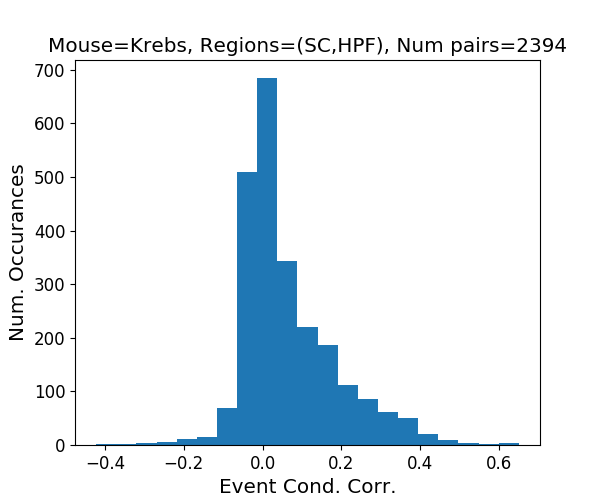 Mouse=Krebs, Regions=(SC,HPF), Num pairs=2394
700
600
500
400
300
200
100
0
Num. Occurances
−0.4 −0.2 0.0 0.2 0.4 0.6
Event Cond. Corr.